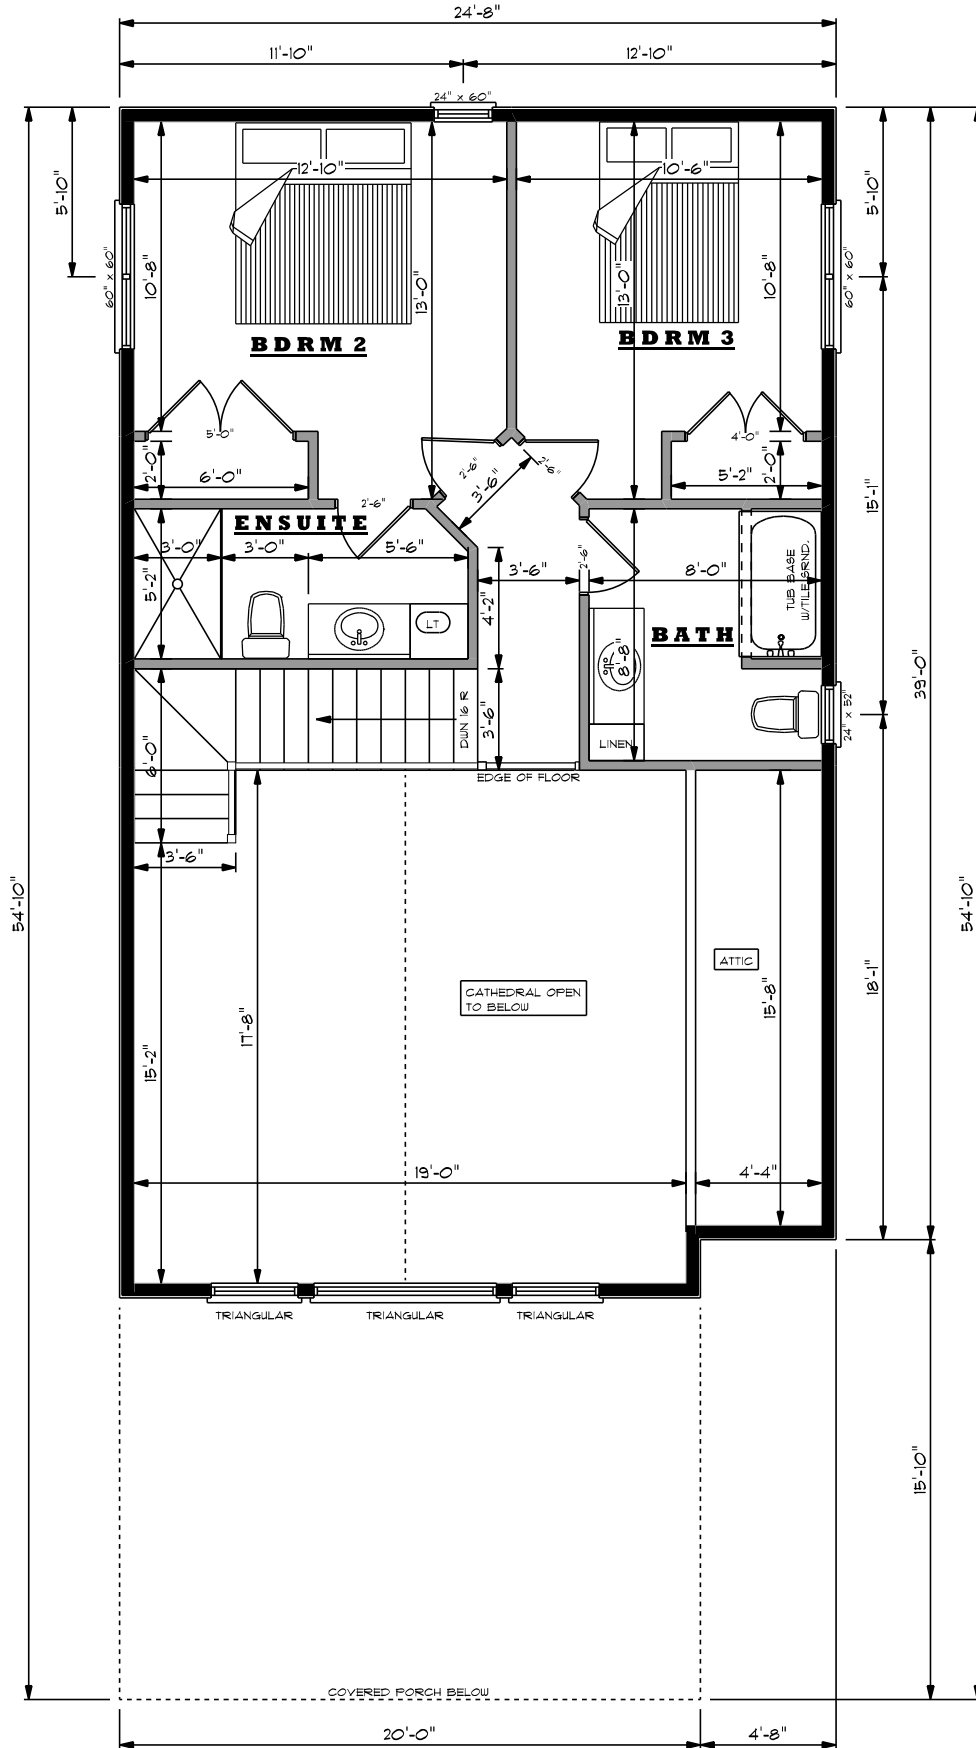 24'-8"
11'-10"
12'-10"
24" x 60"
5'-10"
12'-10"
10'-6"
5'-10"
60" x 60"
10'-8"
13'-0"
13'-0"
10'-8"
60" x 60"
BDRM 2
BDRM 3
5'-0"
4'-0"
2'-0"
6'-0"
2'-6"
3'-6"
2'-6"
5'-2"
2'-0"
15'-1"
2'-6"
ENSUITE
3'-0"
3'-0"
5'-6"
5'-2"
LT
3'-6"
4'-2"
2'-6"
8'-0"
TUB BASE
W/TILE SRND.
BATH
8'-8"
39'-0"
DWN 16 R
3'-6"
24" x 52"
6'-0"
LINEN
EDGE OF FLOOR
3'-6"
54'-10"
54'-10"
ATTIC
CATHEDRAL OPEN
TO BELOW
18'-1"
15'-8"
17'-8"
15'-2"
19'-0"
4'-4"
TRIANGULAR
TRIANGULAR
TRIANGULAR
15'-10"
COVERED PORCH BELOW
20'-0"
4'-8"